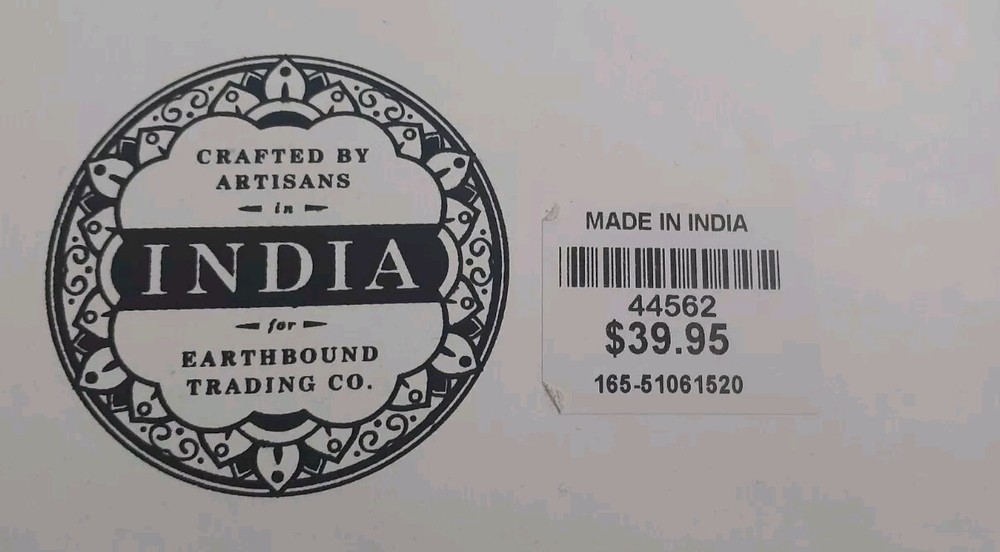 CRAFTED BY
ARTISANS
in
INDIA
for
EARTHBOUND
TRADING CO.
MADE IN INDIA
44562
$39.95
165-51061520